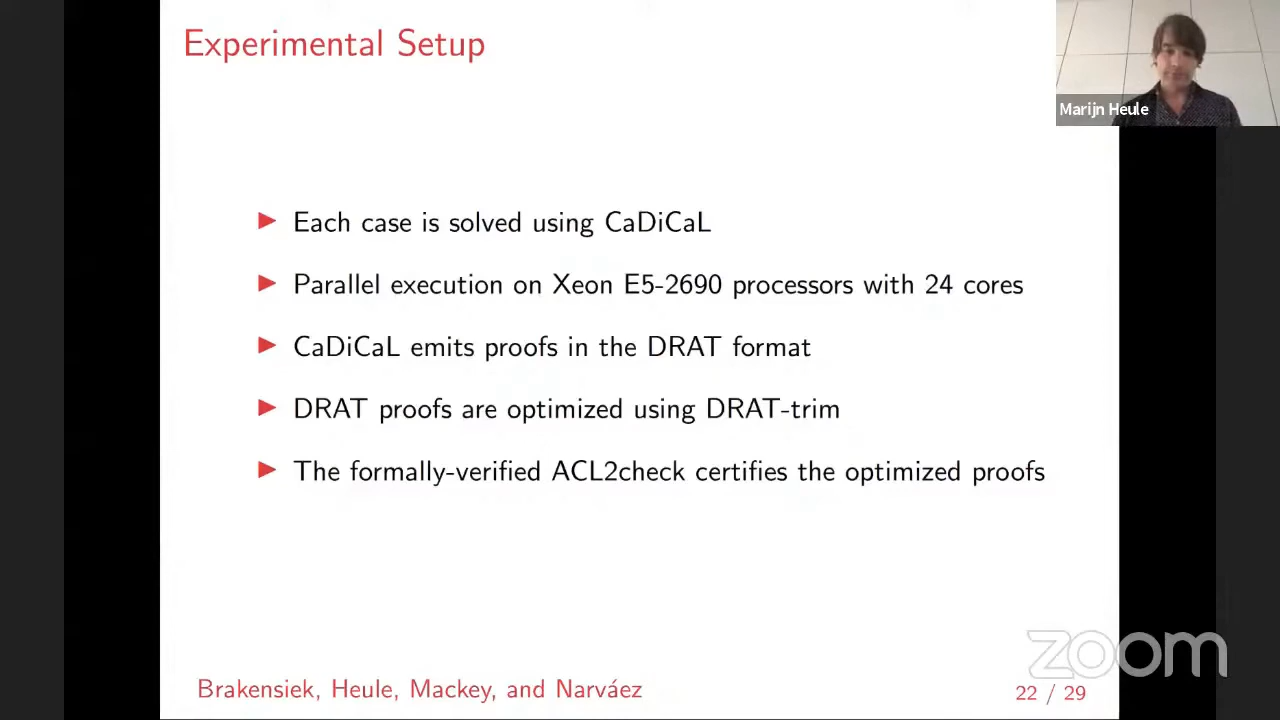 Experimental Setup
Marijn Heule
► Each case is solved using CaDiCaL
► Parallel execution on Xeon E5-2690 processors with 24 cores
► CaDiCaL emits proofs in the DRAT format
► DRAT proofs are optimized using DRAT-trim
► The formally-verified ACL2check certifies the optimized proofs
zoom
Brakensiek, Heule, Mackey, and Narváez
22 / 29